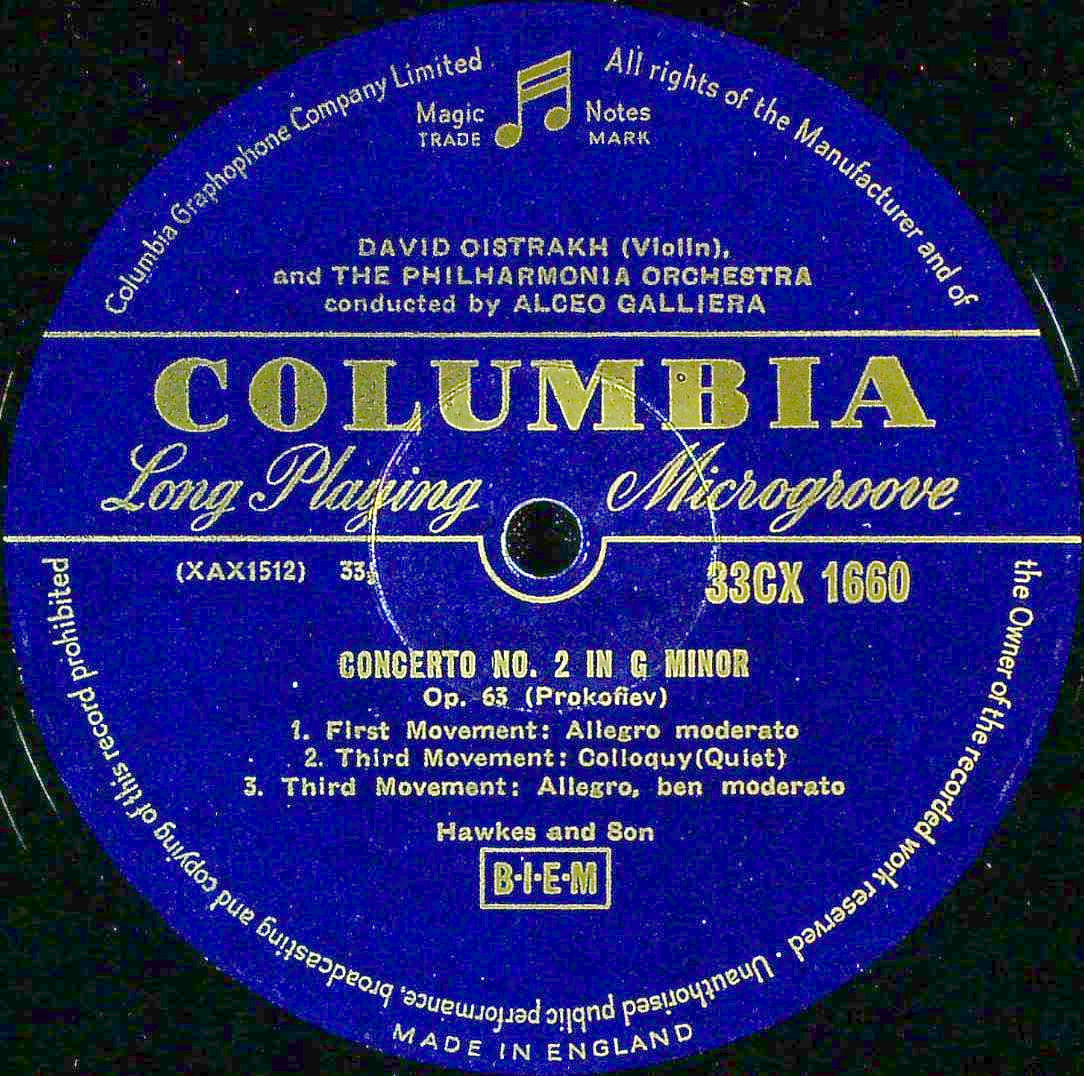 Columbia Graphophone Company Limited
Magic Notes
TRADE MARK
All rights of the Manufacturer and of
the Owner of the recorded work reserved · Unauthorised public performance, broadcasting and copying of this record prohibited
DAVID OISTRAKH (Violin),
and THE PHILHARMONIA ORCHESTRA
conducted by ALCEO GALLIERA
COLUMBIA
Long Playing Microgroove
(XAX1512) 33⅓
33CX 1660
CONCERTO NO. 2 IN G MINOR
Op. 63 (Prokofiev)
1. First Movement: Allegro moderato
2. Third Movement: Colloquy(Quiet)
3. Third Movement: Allegro, ben moderato
Hawkes and Son
B·I·E·M
MADE IN ENGLAND